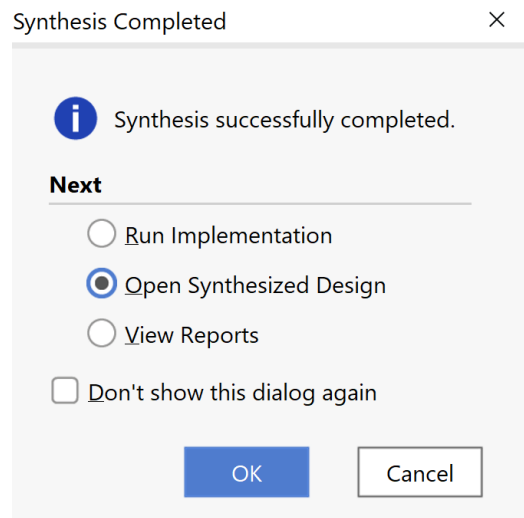 Synthesis Completed
Synthesis successfully completed.
Next
Run Implementation
Open Synthesized Design
View Reports
Don't show this dialog again
OK
Cancel